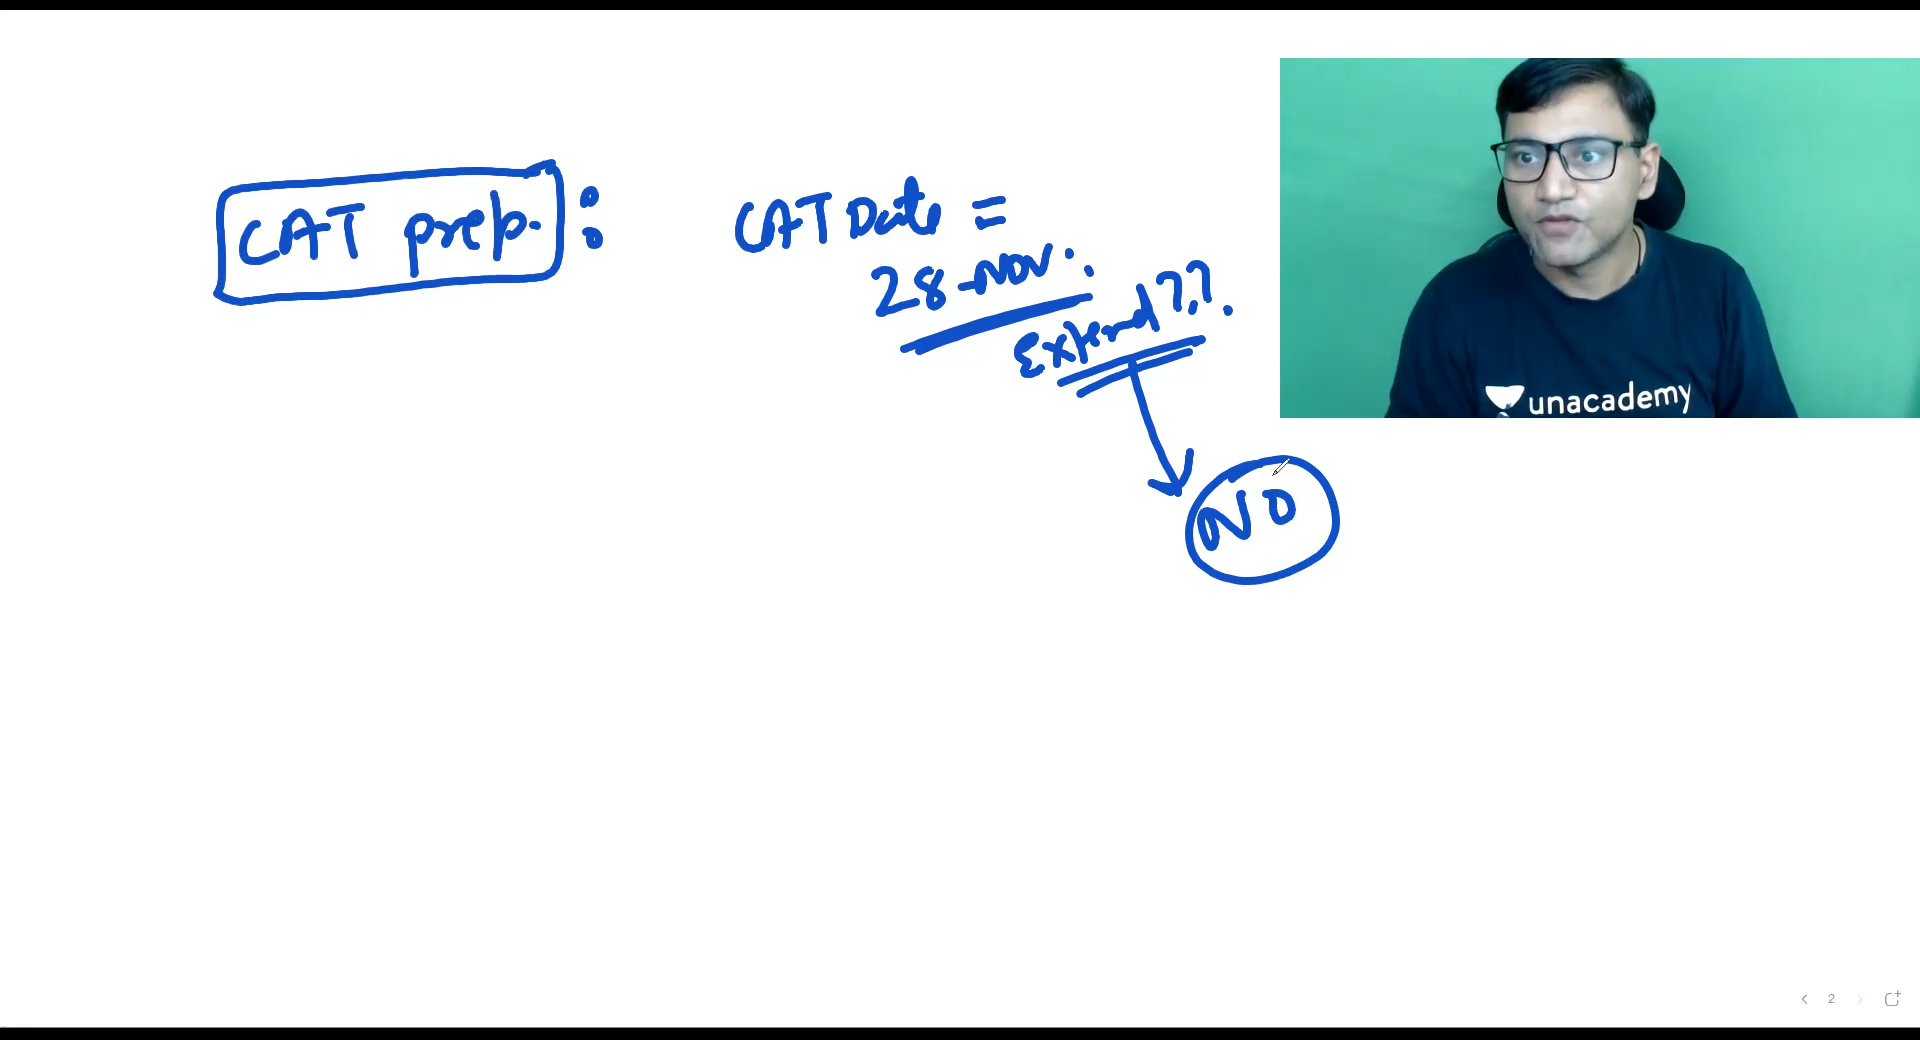 CAT prep. :
CAT Date =
28-Nov.
Extend ??.
NO
unacademy
2